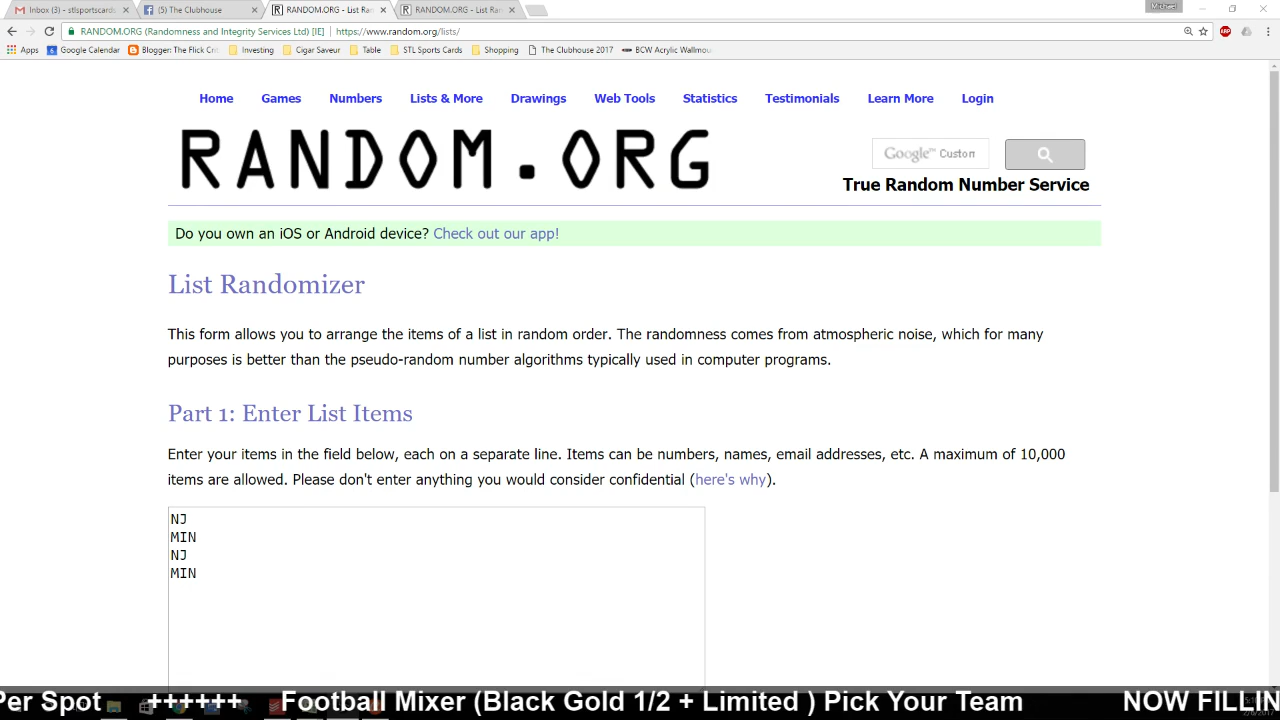 Michael
Inbox (3) - stlsportscards
(5) The Clubhouse
RANDOM.ORG - List Ran
RANDOM.ORG - List Ran
RANDOM.ORG (Randomness and Integrity Services Ltd) [IE]
https://www.random.org/lists/
Apps
Google Calendar
Blogger: The Flick Crit
Investing
Cigar Saveur
Table
STL Sports Cards
Shopping
The Clubhouse 2017
BCW Acrylic Wallmou
Home
Games
Numbers
Lists & More
Drawings
Web Tools
Statistics
Testimonials
Learn More
Login
RANDOM.ORG
Google™ Custom
True Random Number Service
Do you own an iOS or Android device? Check out our app!
List Randomizer
This form allows you to arrange the items of a list in random order. The randomness comes from atmospheric noise, which for many
purposes is better than the pseudo-random number algorithms typically used in computer programs.
Part 1: Enter List Items
Enter your items in the field below, each on a separate line. Items can be numbers, names, email addresses, etc. A maximum of 10,000
items are allowed. Please don't enter anything you would consider confidential (here's why).
NJ
MIN
NJ
MIN
Per Spot ++++++ Football Mixer (Black Gold 1/2 + Limited ) Pick Your Team NOW FILLIN